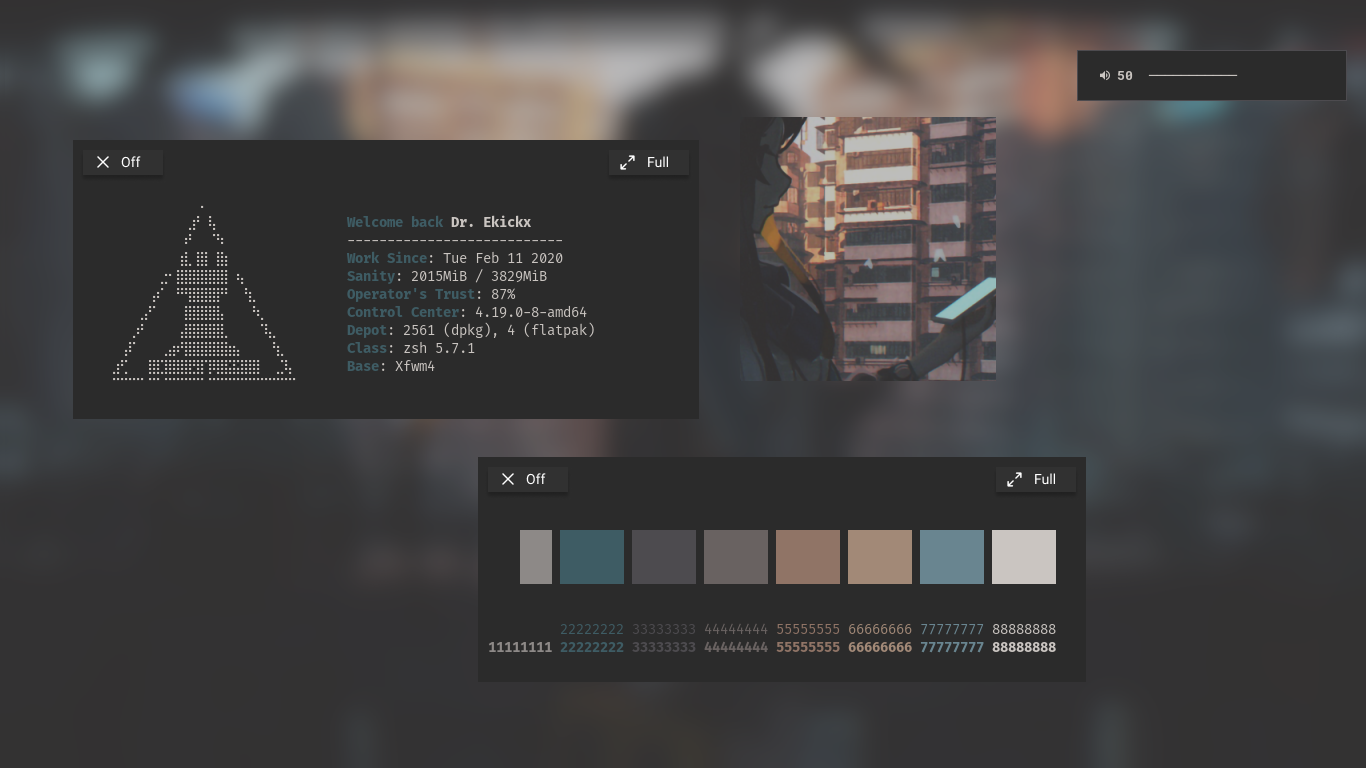 50
Off
Full
Welcome back Dr. Ekickx
---------------------------
Work Since: Tue Feb 11 2020
Sanity: 2015MiB / 3829MiB
Operator's Trust: 87%
Control Center: 4.19.0-8-amd64
Depot: 2561 (dpkg), 4 (flatpak)
Class: zsh 5.7.1
Base: Xfwm4
Off
Full
22222222 33333333 44444444 55555555 66666666 77777777 88888888
11111111 22222222 33333333 44444444 55555555 66666666 77777777 88888888